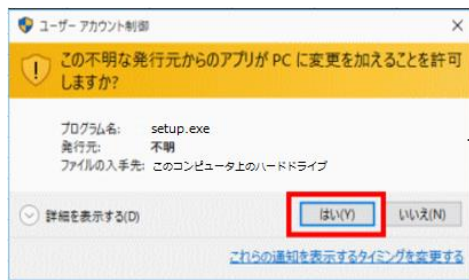 ユーザー アカウント制御
この不明な発行元からのアプリが PC に変更を加えることを許可
しますか?
プログラム名: setup.exe
発行元: 不明
ファイルの入手先: このコンピュータ上のハードドライブ
詳細を表示する(D) はい(Y) いいえ(N)
これらの通知を表示するタイミングを変更する